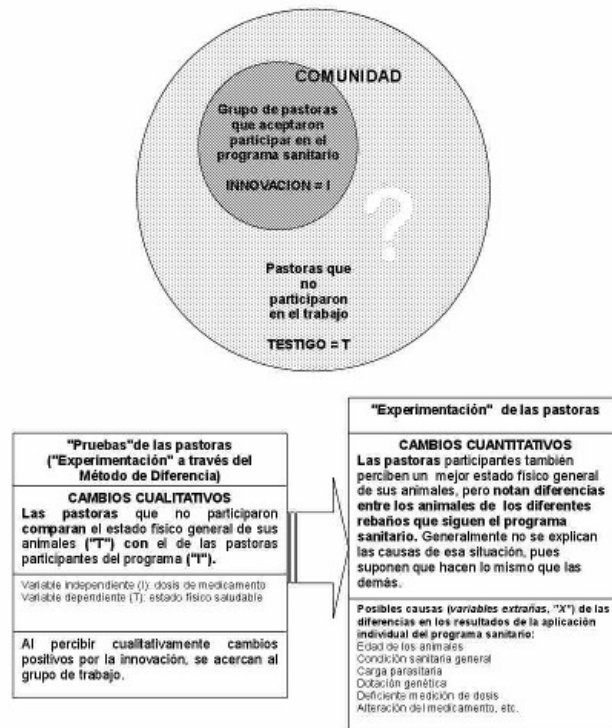 COMUNIDAD
Grupo de pastoras
que aceptaron
participar en el
programa sanitario
INNOVACION = I
?
Pastoras que
no
participaron
en el trabajo
TESTIGO = T
"Pruebas"de las pastoras
("Experimentación" a través del
Método de Diferencia)
CAMBIOS CUALITATIVOS
Las pastoras que no participaron
comparan el estado físico general de sus
animales ("T") con el de las pastoras
participantes del programa ("I").
Variable independiente (I): dosis de medicamento
Variable dependiente (T): estado físico saludable
Al percibir cualitativamente cambios
positivos por la innovación, se acercan al
grupo de trabajo.
"Experimentación" de las pastoras
CAMBIOS CUANTITATIVOS
Las pastoras participantes también
perciben un mejor estado físico general
de sus animales, pero notan diferencias
entre los animales de los diferentes
rebaños que siguen el programa
sanitario. Generalmente no se explican
las causas de esa situación, pues
suponen que hacen lo mismo que las
demás.
Posibles causas (variables extrañas, "X") de las
diferencias en los resultados de la aplicación
individual del programa sanitario:
Edad de los animales
Condición sanitaria general
Carga parasitaria
Dotación genética
Deficiente medición de dosis
Alteración del medicamento, etc.